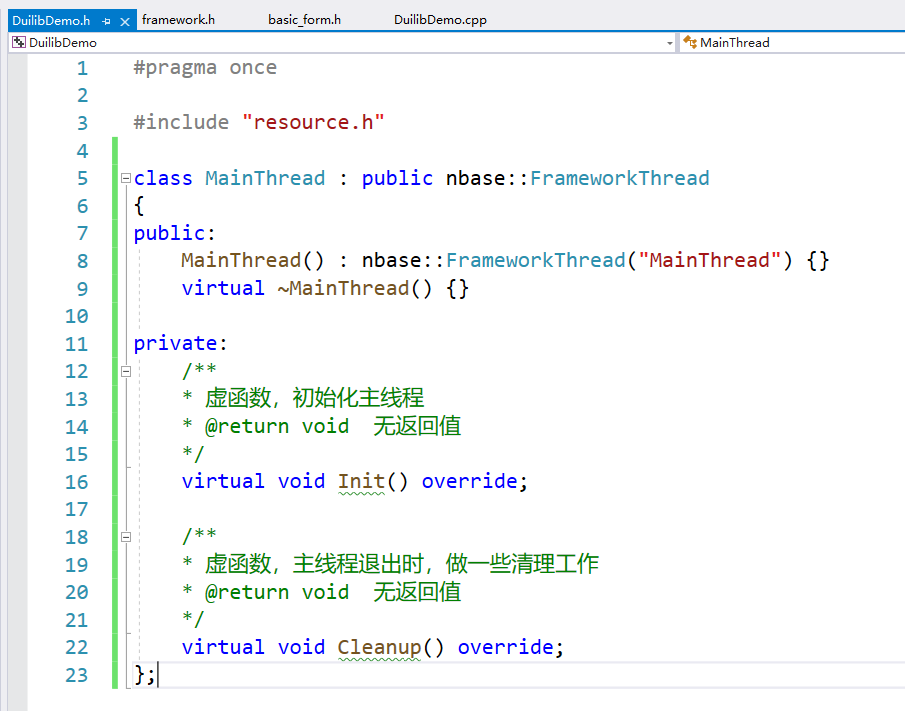 DuilibDemo.h framework.h basic_form.h DuilibDemo.cpp
DuilibDemo MainThread
1 #pragma once
2
3 #include "resource.h"
4
5 class MainThread : public nbase::FrameworkThread
6 {
7 public:
8 MainThread() : nbase::FrameworkThread("MainThread") {}
9 virtual ~MainThread() {}
10
11 private:
12 /**
13 * 虚函数，初始化主线程
14 * @return void 无返回值
15 */
16 virtual void Init() override;
17
18 /**
19 * 虚函数，主线程退出时，做一些清理工作
20 * @return void 无返回值
21 */
22 virtual void Cleanup() override;
23 };